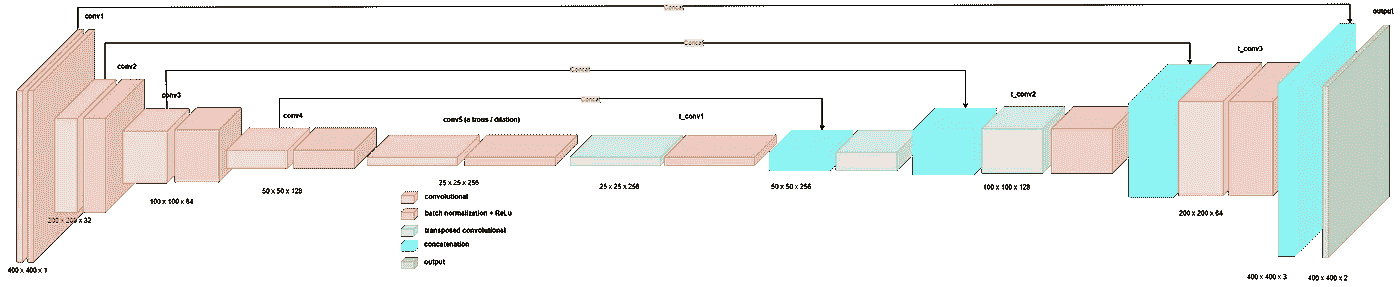 conv1
Concat
output
conv2
Concat
t_conv3
conv3
Concat
t_conv2
conv4
Concat
conv5 (a trous / dilation)
t_conv1
25 x 25 x 256
25 x 25 x 256
50 x 50 x 128
50 x 50 x 256
100 x 100 x 64
100 x 100 x 128
200 x 200 x 32
200 x 200 x 64
400 x 400 x 1
400 x 400 x 3
400 x 400 x 2
convolutional
batch normalization + ReLu
transposed convolutional
concatenation
output